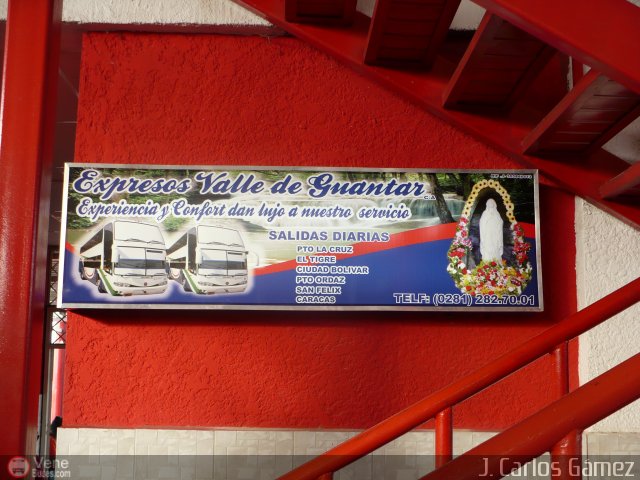 Expresos Valle de Guantar C.A
Experiencia y Confort dan lujo a nuestro servicio
SALIDAS DIARIAS
PTO LA CRUZ
EL TIGRE
CIUDAD BOLIVAR
PTO ORDAZ
SAN FELIX
CARACAS
TELF: (0281) 282.70.01
Vene
Buses.com
J. Carlos Gámez